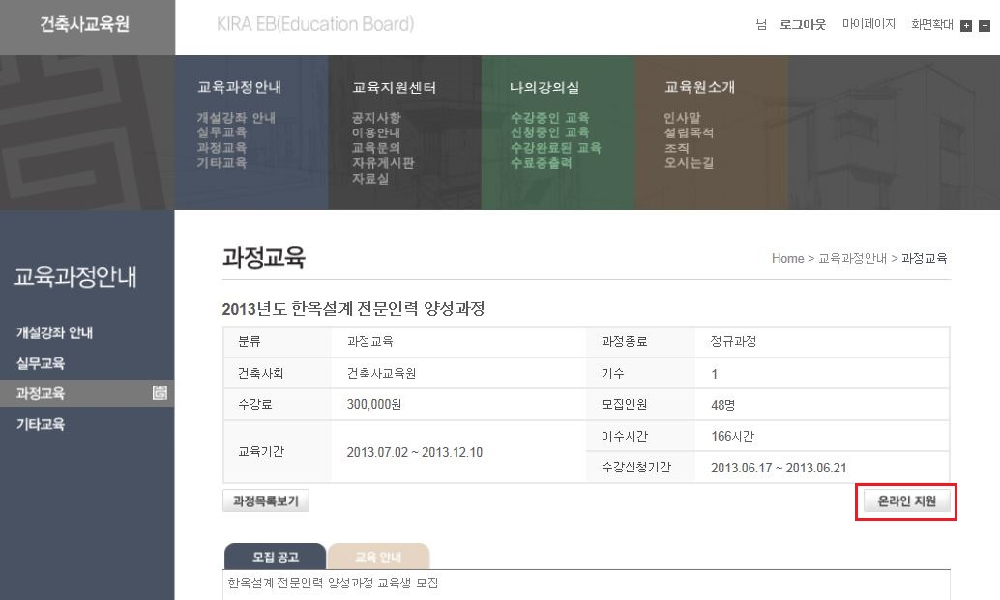 건축사교육원
KIRA EB(Education Board)
님 로그아웃 마이페이지 화면확대 + -
교육과정안내
개설강좌 안내
실무교육
과정교육
기타교육
교육지원센터
공지사항
이용안내
교육문의
자유게시판
자료실
나의강의실
수강중인 교육
신청중인 교육
수강완료된 교육
수료증출력
교육원소개
인사말
설립목적
조직
오시는길
교육과정안내
개설강좌 안내
실무교육
과정교육
기타교육
과정교육
Home > 교육과정안내 > 과정교육
2013년도 한옥설계 전문인력 양성과정
분류 과정교육 과정종료 정규과정
건축사회 건축사교육원 기수 1
수강료 300,000원 모집인원 48명
교육기간 2013.07.02 ~ 2013.12.10
이수시간 166시간
수강신청기간 2013.06.17 ~ 2013.06.21
과정목록보기 온라인 지원
모집 공고 교육 안내
한옥설계 전문인력 양성과정 교육생 모집